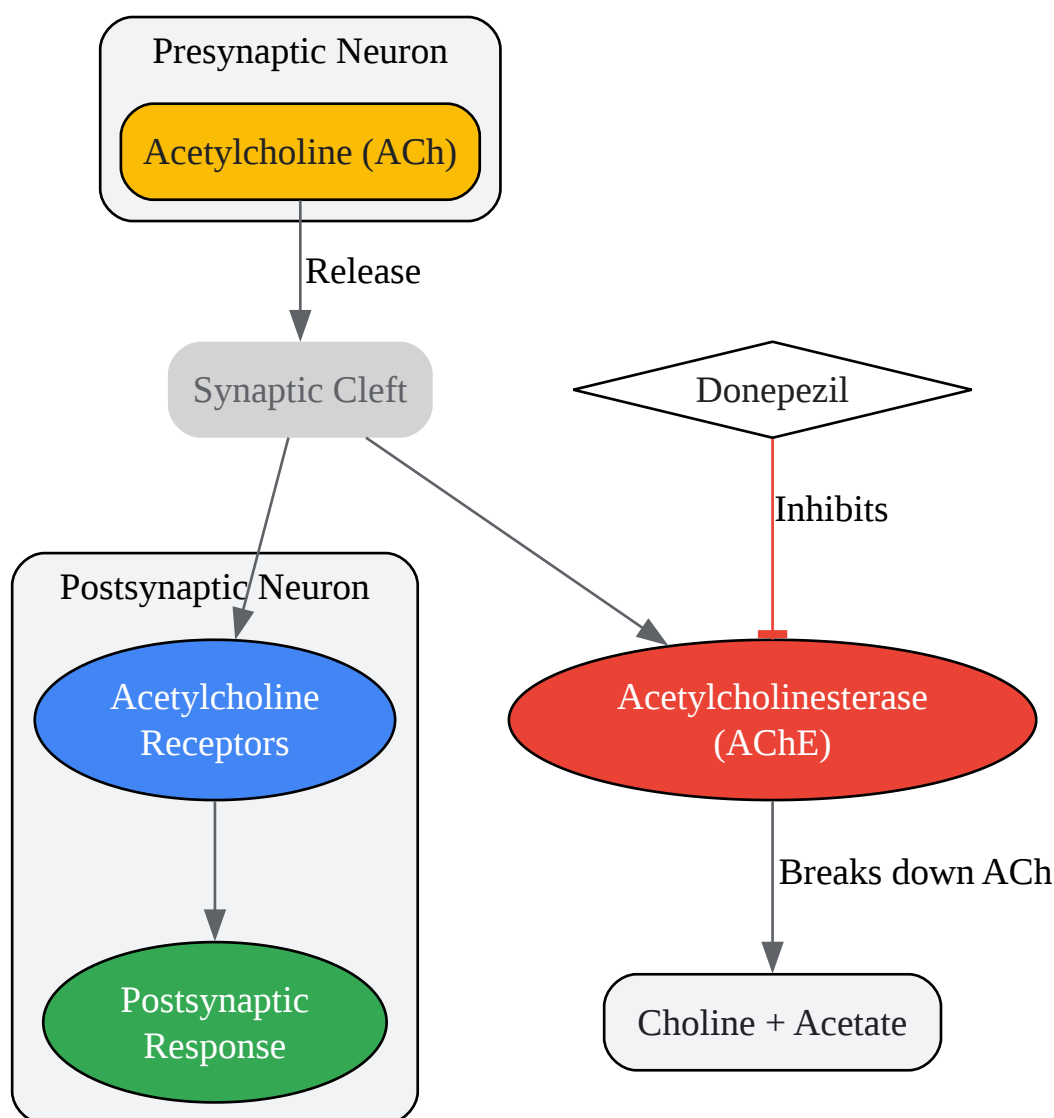 Presynaptic Neuron
Acetylcholine (ACh)
Release
Synaptic Cleft
Donepezil
Inhibits
Postsynaptic Neuron
Acetylcholine
Receptors
Acetylcholinesterase
(AChE)
Breaks down ACh
Postsynaptic
Response
Choline + Acetate